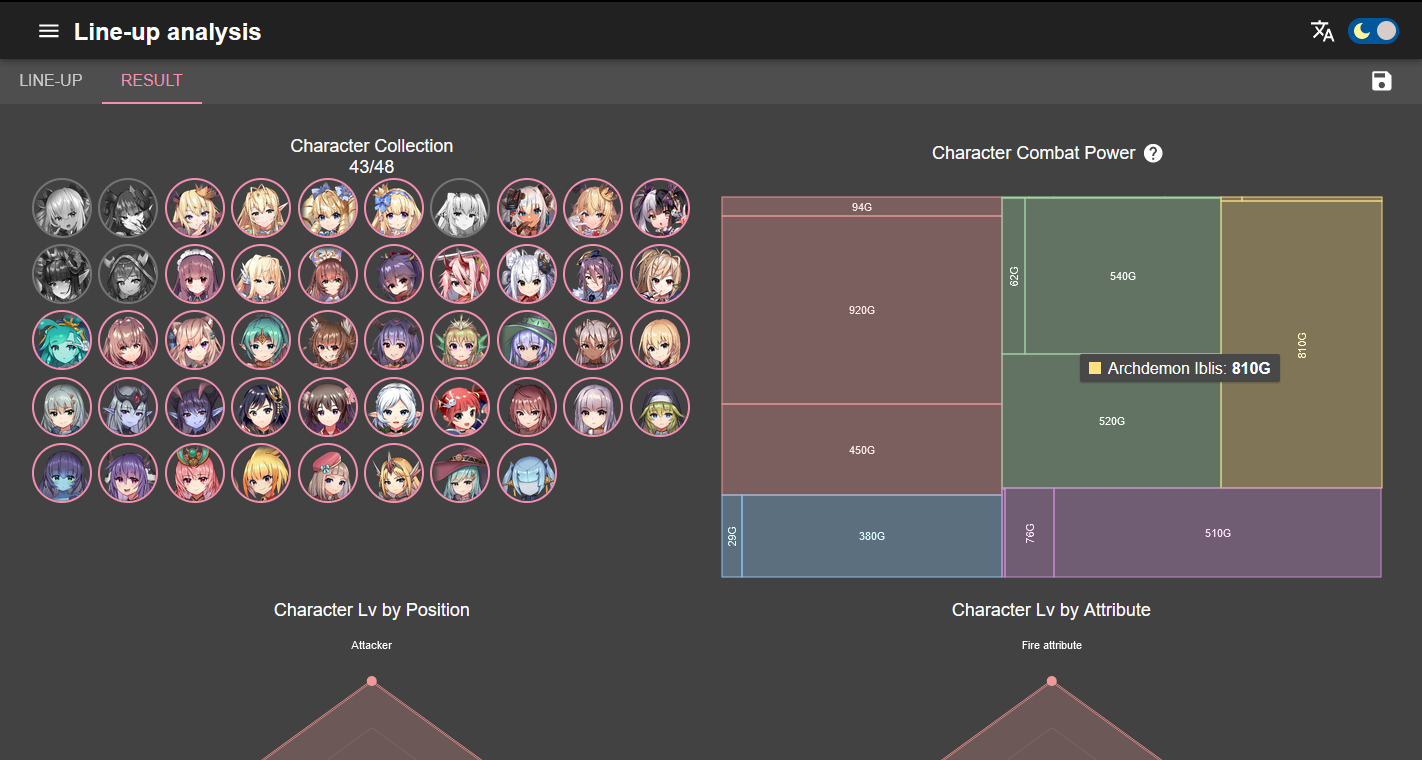 Line-up analysis
LINE-UP
RESULT
Character Collection
43/48
Character Combat Power
94G
920G
450G
29G
380G
62G
540G
520G
810G
Archdemon Iblis: 810G
76G
510G
Character Lv by Position
Attacker
Character Lv by Attribute
Fire attribute